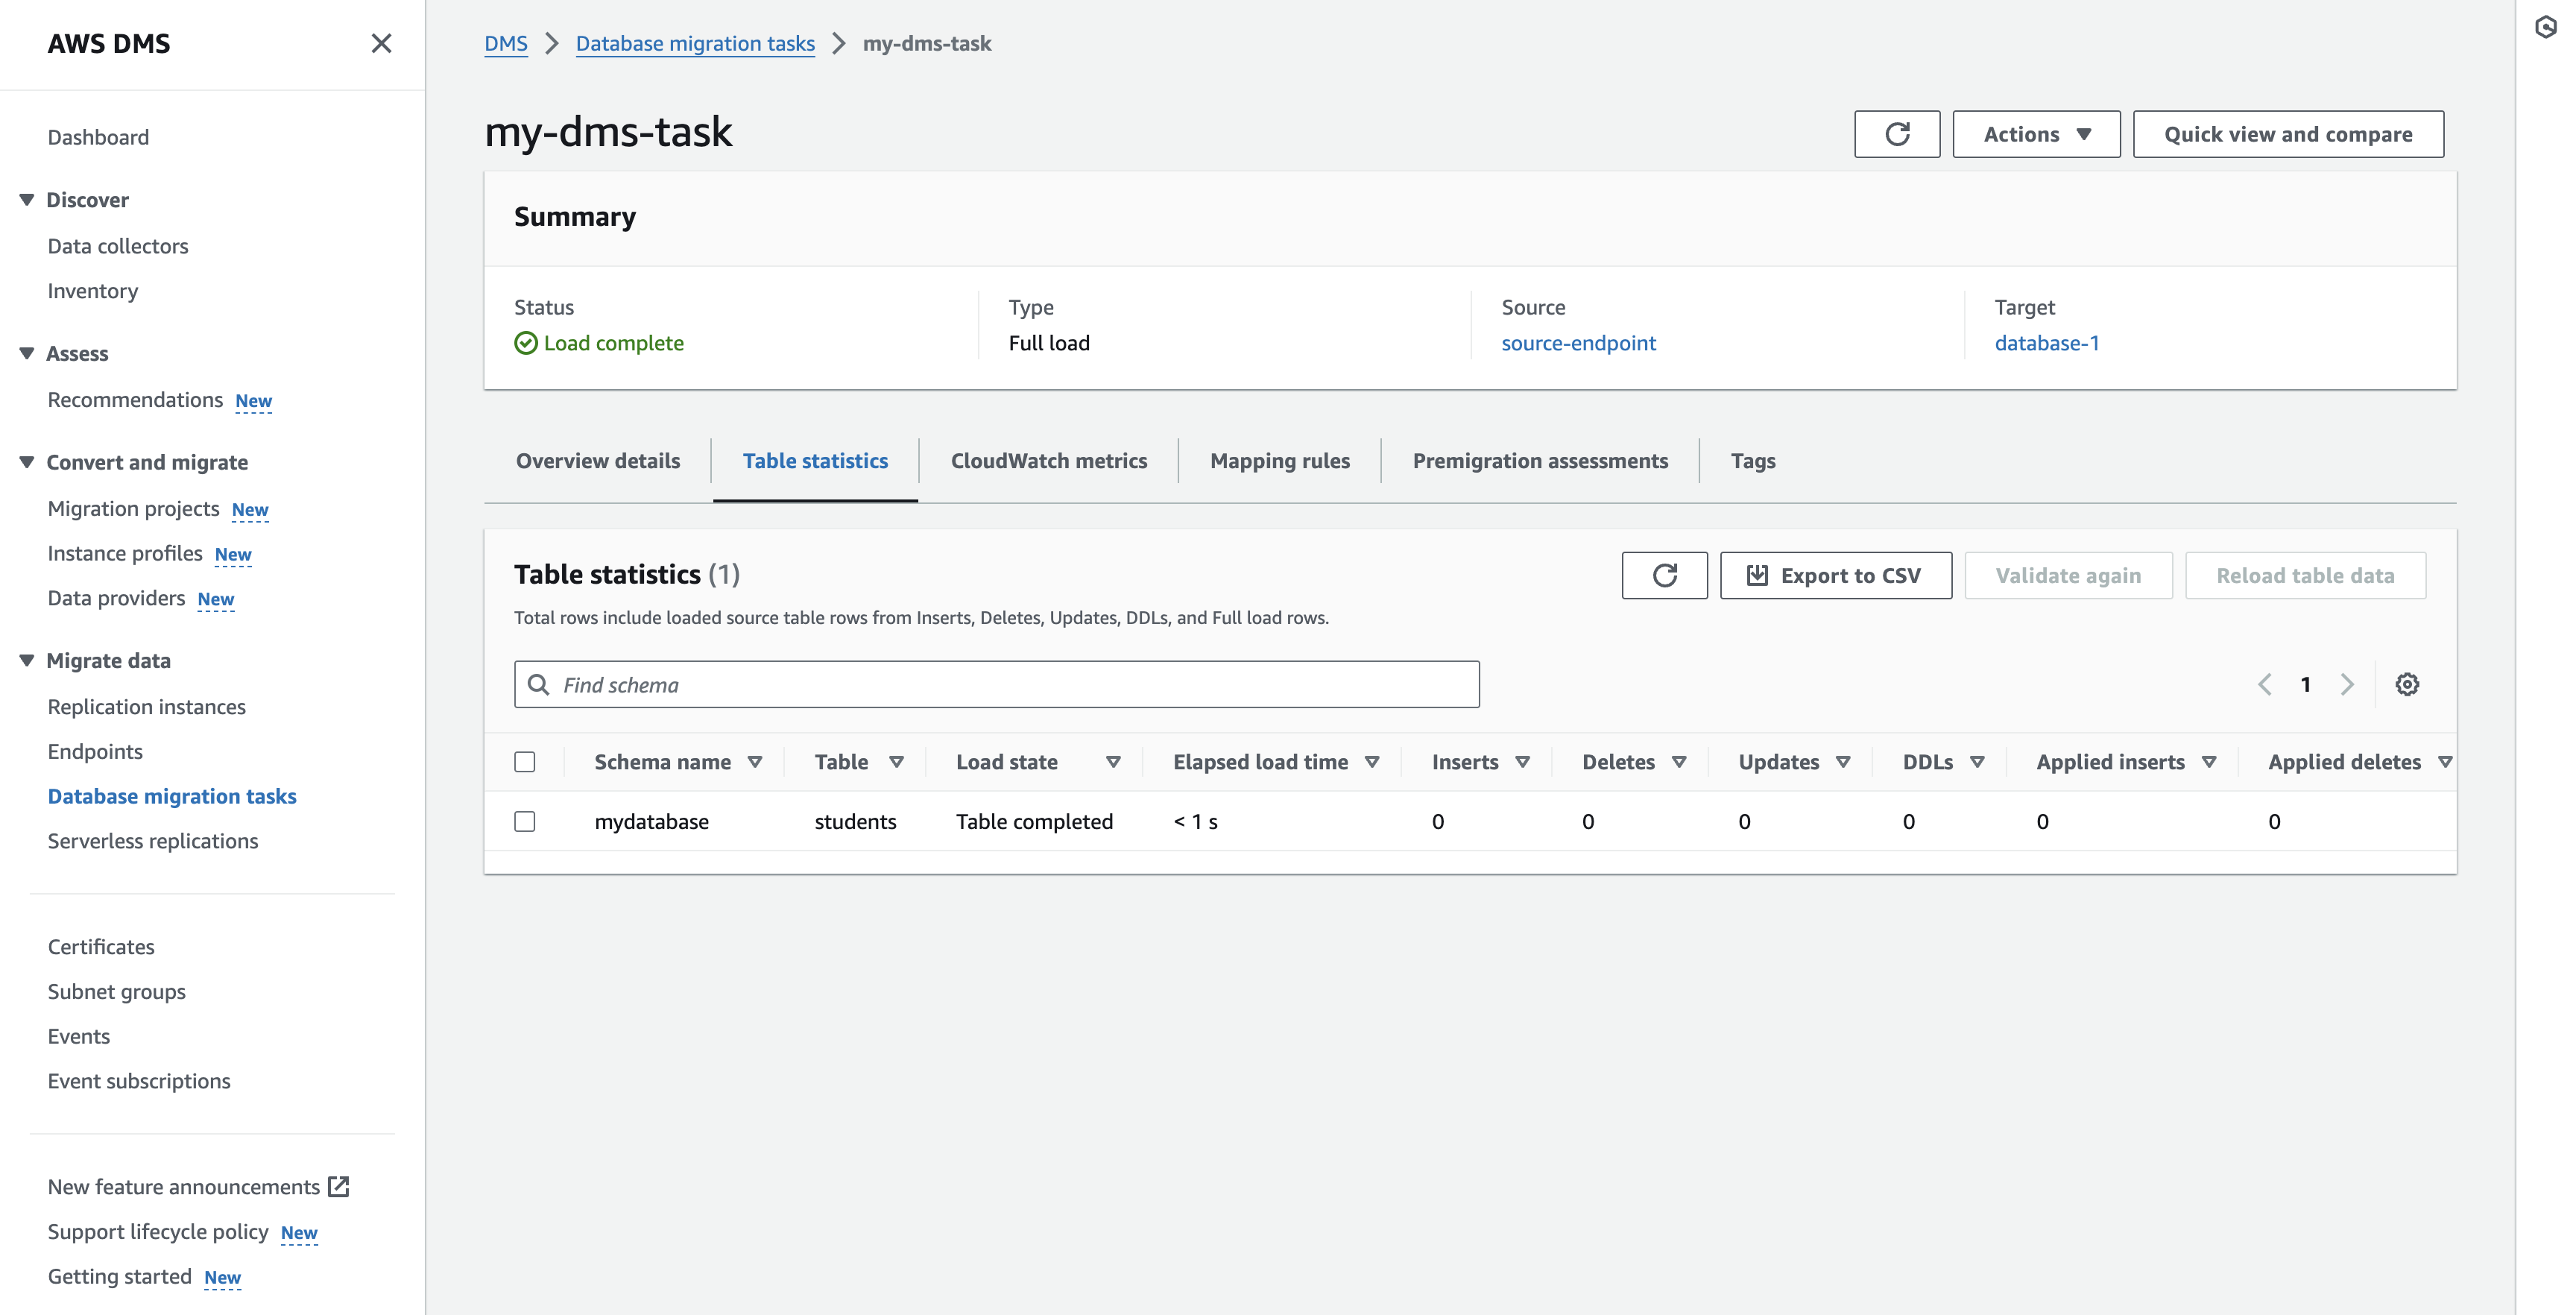 AWS DMS
Dashboard
Discover
Data collectors
Inventory
Assess
Recommendations New
Convert and migrate
Migration projects New
Instance profiles New
Data providers New
Migrate data
Replication instances
Endpoints
Database migration tasks
Serverless replications
Certificates
Subnet groups
Events
Event subscriptions
New feature announcements
Support lifecycle policy New
Getting started New
DMS Database migration tasks my-dms-task
my-dms-task
Actions Quick view and compare
Summary
Status Type Source Target
Load complete Full load source-endpoint database-1
Overview details Table statistics CloudWatch metrics Mapping rules Premigration assessments Tags
Table statistics (1)
Export to CSV Validate again Reload table data
Total rows include loaded source table rows from Inserts, Deletes, Updates, DDLs, and Full load rows.
Find schema
1
Schema name Table Load state Elapsed load time Inserts Deletes Updates DDLs Applied inserts Applied deletes
mydatabase students Table completed < 1 s 0 0 0 0 0 0